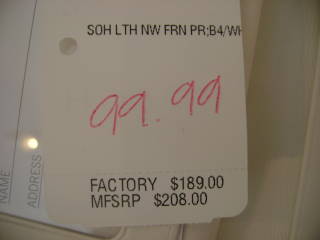 SOH LTH NW FRN PR;B4/WH
99.99
FACTORY $189.00
MFSRP $208.00
NAME
ADDRESS